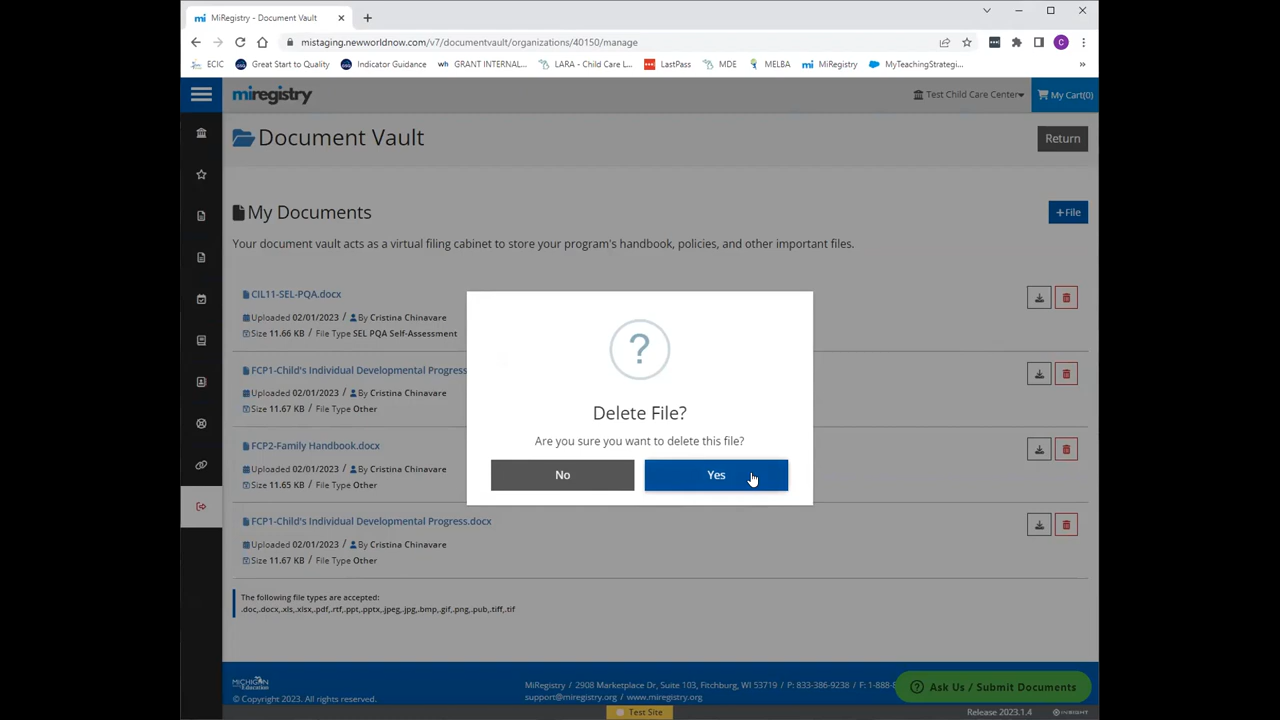 MiRegistry - Document Vault
mistaging.newworldnow.com/v7/documentvault/organizations/40150/manage
C
ECIC
GSQ Great Start to Quality
GSQ Indicator Guidance
wh GRANT INTERNAL...
LARA - Child Care L...
LastPass
MDE
MELBA
mi MiRegistry
MyTeachingStrategi...
»
miregistry
Test Child Care Center
My Cart(0)
Document Vault
Return
My Documents
+File
Your document vault acts as a virtual filing cabinet to store your program's handbook, policies, and other important files.
CIL11-SEL-PQA.docx
Uploaded 02/01/2023 / By Cristina Chinavare
Size 11.66 KB / File Type SEL PQA Self-Assessment
FCP1-Child's Individual Developmental Progress
Uploaded 02/01/2023 / By Cristina Chinavare
Size 11.67 KB / File Type Other
FCP2-Family Handbook.docx
Uploaded 02/01/2023 / By Cristina Chinavare
Size 11.65 KB / File Type Other
FCP1-Child's Individual Developmental Progress.docx
Uploaded 02/01/2023 / By Cristina Chinavare
Size 11.67 KB / File Type Other
?
Delete File?
Are you sure you want to delete this file?
No
Yes
The following file types are accepted:
.doc,.docx,.xls,.xlsx,.pdf,.rtf,.ppt,.pptx,.jpeg,.jpg,.bmp,.gif,.png,.pub,.tiff,.tif
MICHIGAN Education
© Copyright 2023. All rights reserved.
MiRegistry / 2908 Marketplace Dr, Suite 103, Fitchburg, WI 53719 / P: 833-386-9238 / F: 1-888-8
support@miregistry.org / www.miregistry.org
Ask Us / Submit Documents
Test Site
Release 2023.1.4
INSIGHT